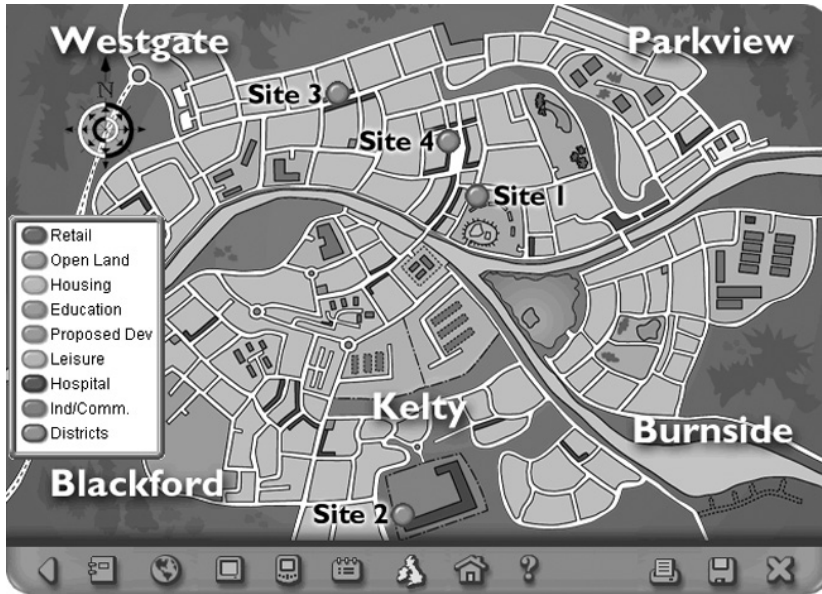 Westgate
Parkview
N
Site 3
Site 4
Site 1
Retail
Open Land
Housing
Education
Proposed Dev
Leisure
Hospital
Ind/Comm.
Districts
Kelty
Burnside
Blackford
Site 2
?